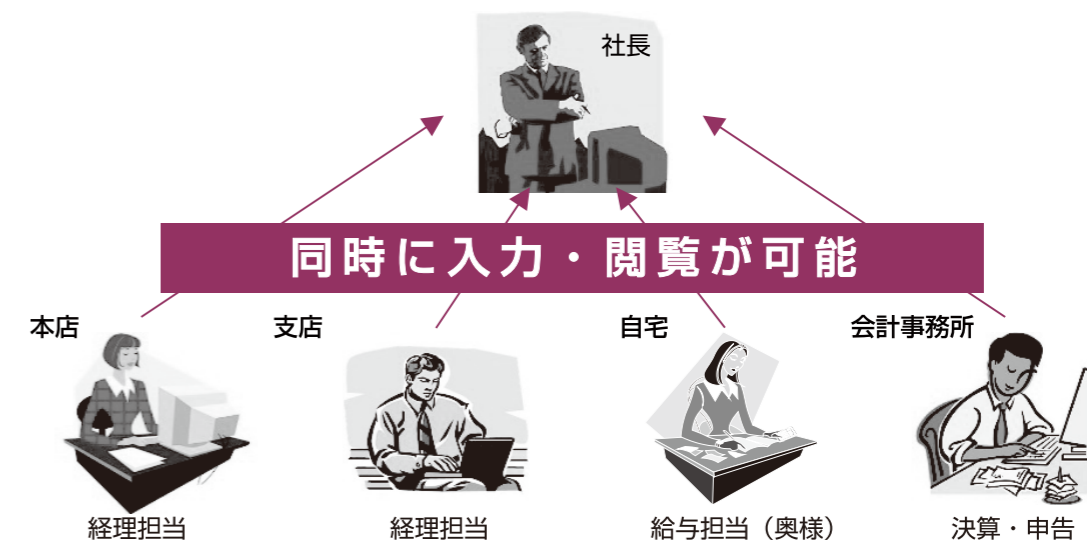 社長
同時に入力・閲覧が可能
本店
支店
自宅
会計事務所
経理担当
経理担当
給与担当（奥様）
決算・申告